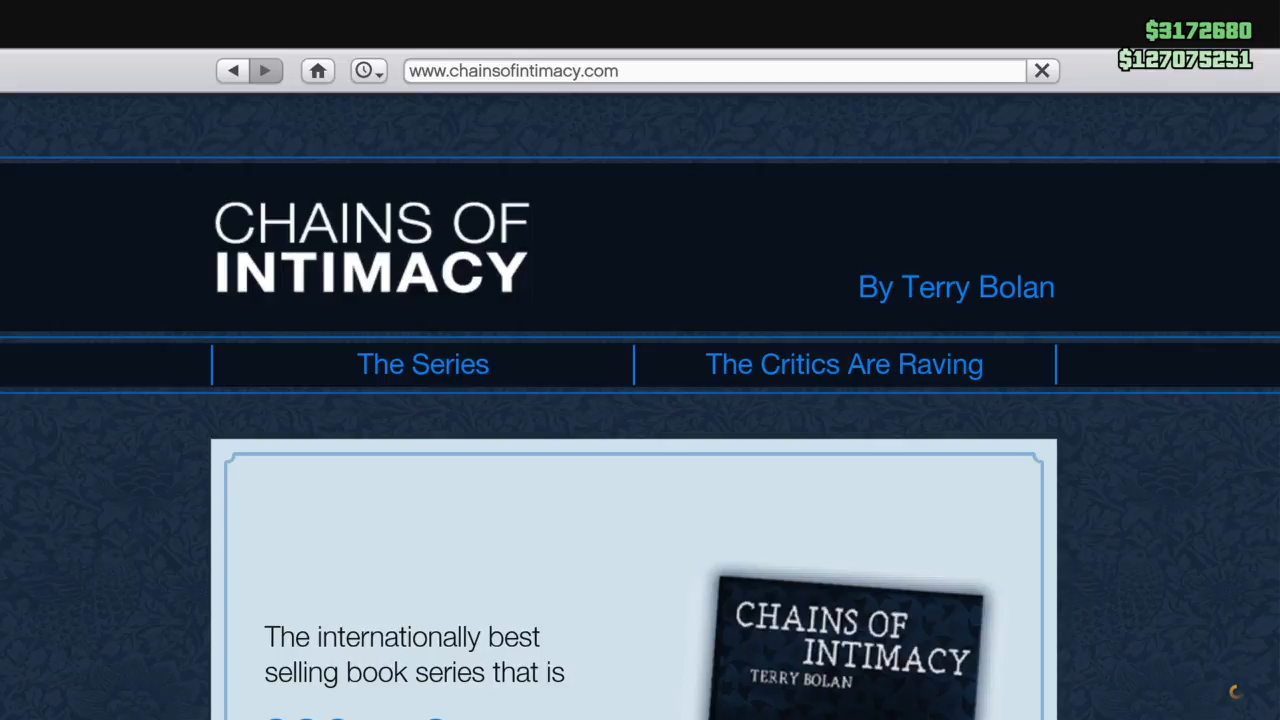 $3172680
$127075251
www.chainsofintimacy.com
CHAINS OF
INTIMACY
By Terry Bolan
The Series
The Critics Are Raving
The internationally best
selling book series that is
CHAINS OF
INTIMACY
TERRY BOLAN